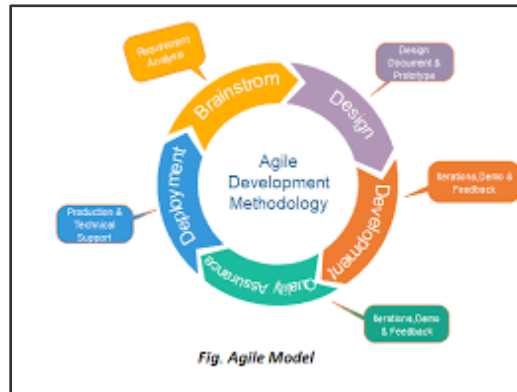 Requirement
Analysis
Brainstrom
Design
Document &
Prototype
Design
Iterations,Demo
& Feedback
Development
Iterations,Demo
& Feedback
Quality Assurance
Production &
Technical
Support
Deployment
Agile
Development
Methodology
Fig. Agile Model